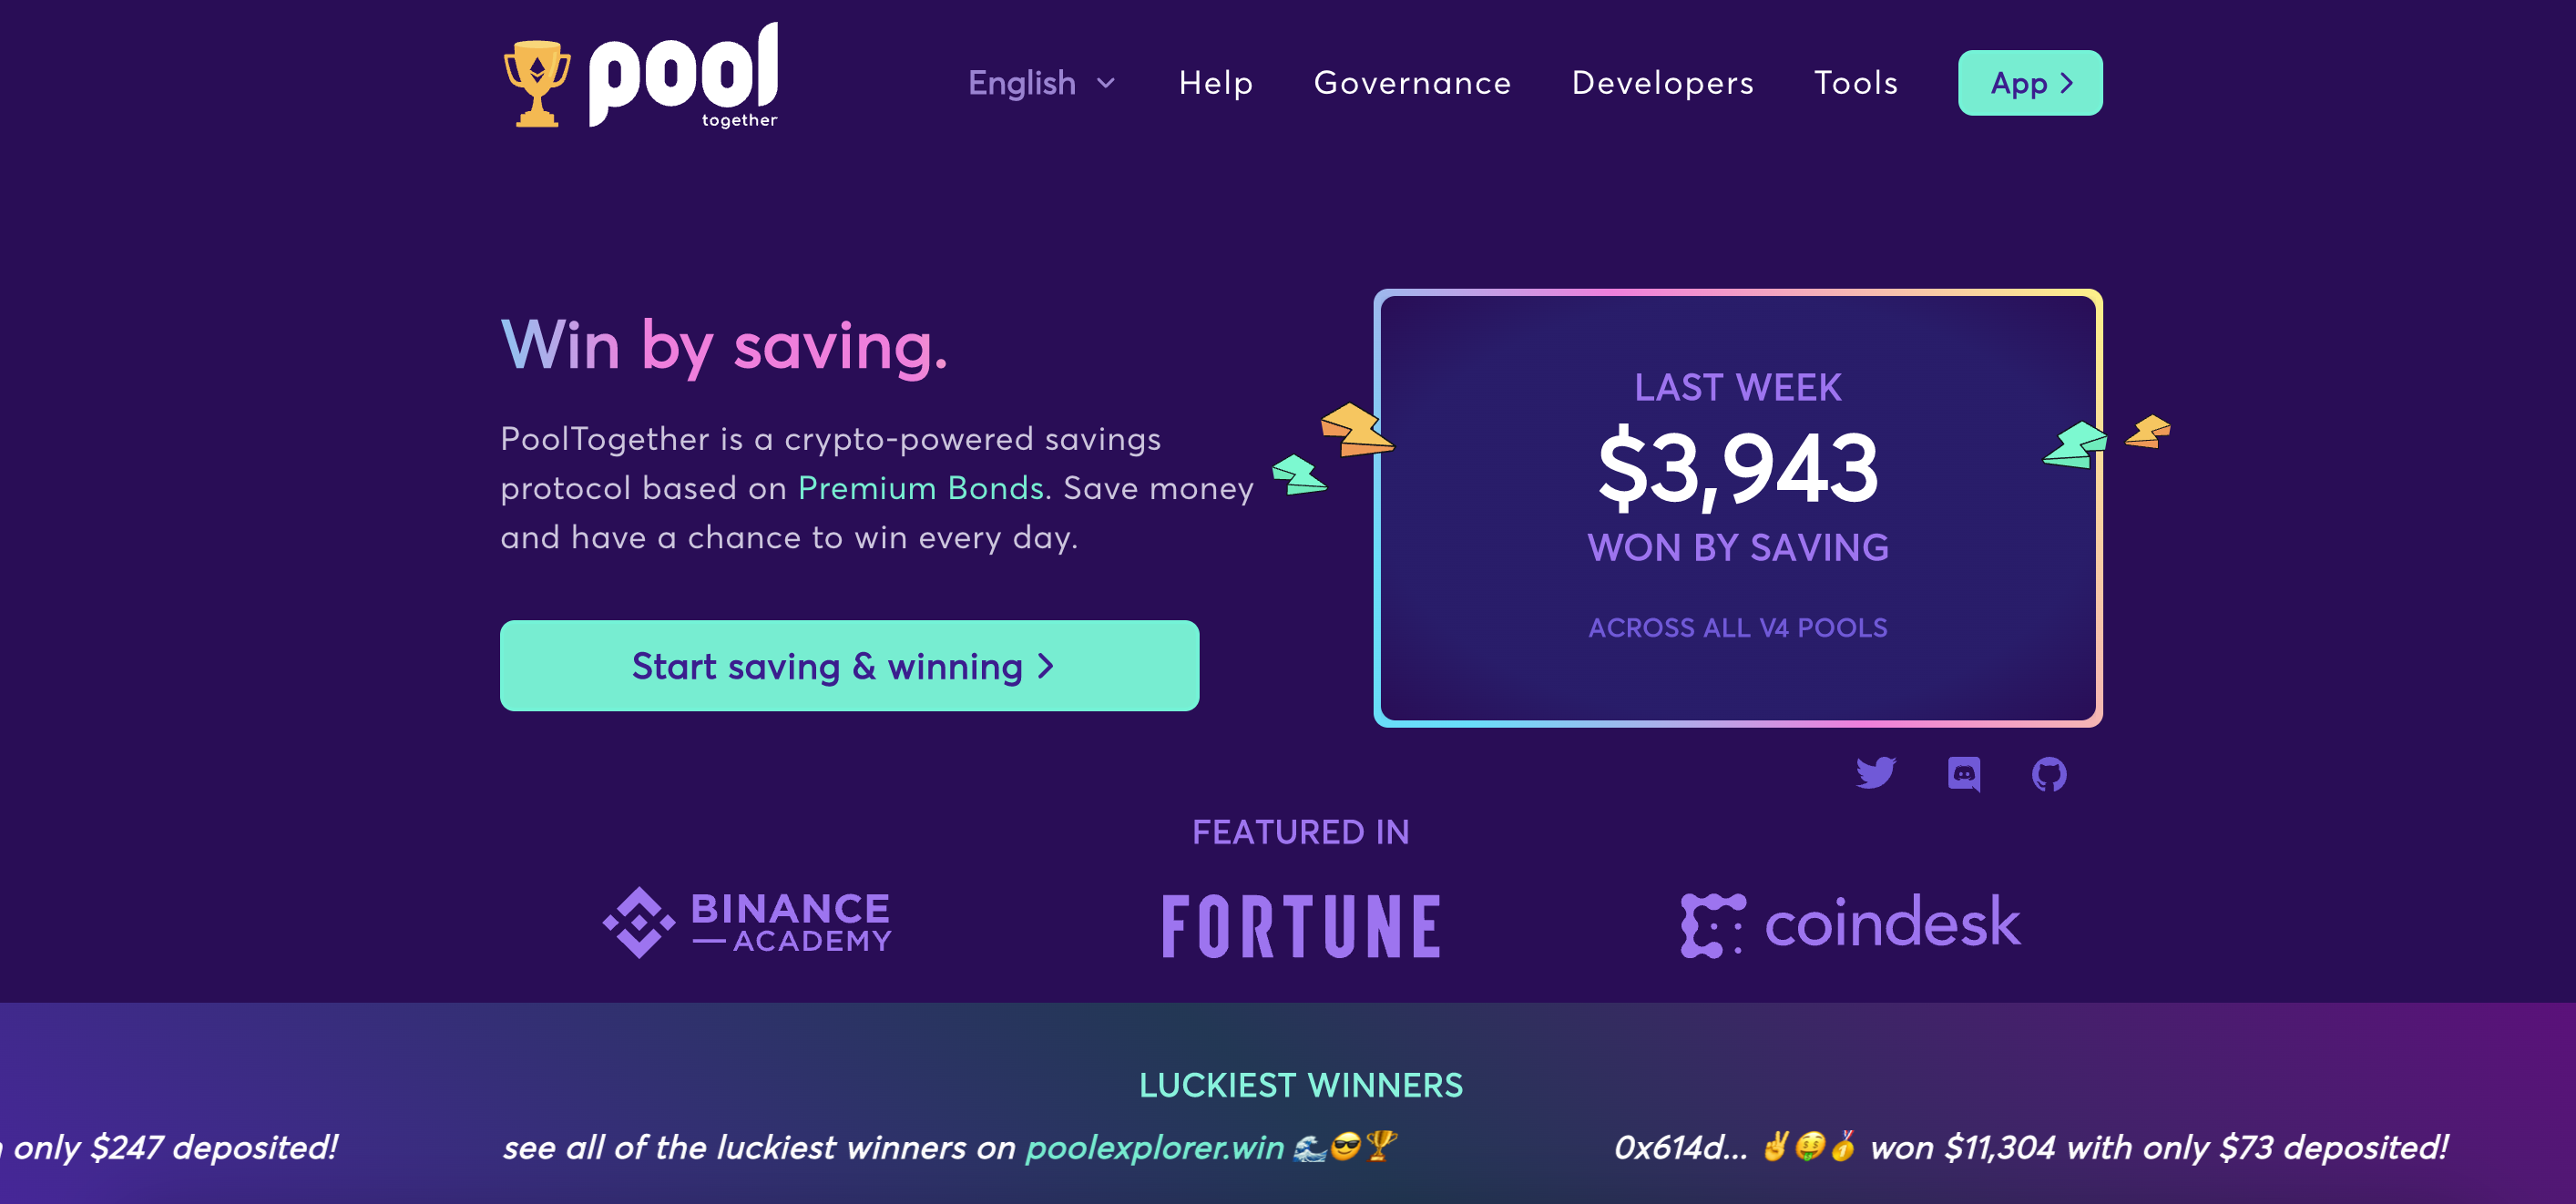 pool
together
English
Help
Governance
Developers
Tools
App
Win by saving.
PoolTogether is a crypto-powered savings
protocol based on Premium Bonds. Save money
and have a chance to win every day.
Start saving & winning
LAST WEEK
$3,943
WON BY SAVING
ACROSS ALL V4 POOLS
FEATURED IN
BINANCE
ACADEMY
FORTUNE
coindesk
LUCKIEST WINNERS
only $247 deposited!
see all of the luckiest winners on poolexplorer.win 🌊😎🏆
0x614d... ✌️🤑🥇 won $11,304 with only $73 deposited!